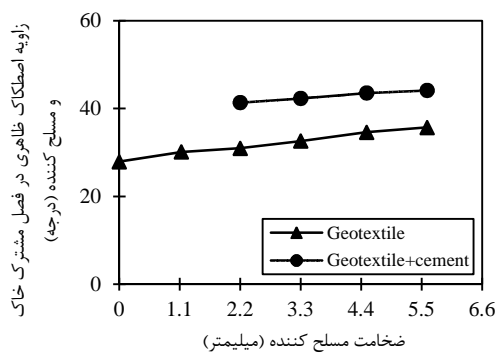 زاویه اصطکاک ظاهری در فصل مشترک خاک
و مسلح کننده (درجه)
60
40
20
0
Geotextile
Geotextile+cement
0 1.1 2.2 3.3 4.4 5.5 6.6
ضخامت مسلح کننده (میلیمتر)